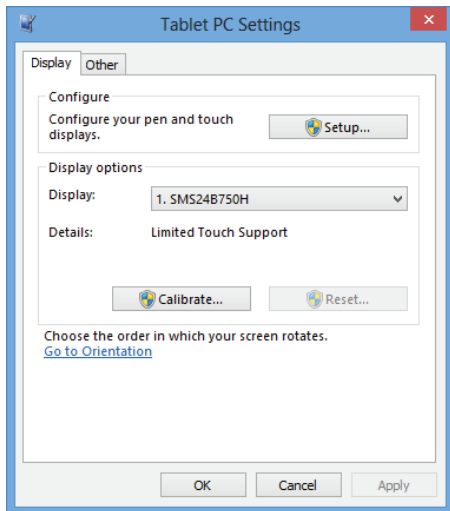 Tablet PC Settings
Display
Other
Configure
Configure your pen and touch
displays.
Setup...
Display options
Display:
1. SMS24B750H
Details:
Limited Touch Support
Calibrate...
Reset...
Choose the order in which your screen rotates.
Go to Orientation
OK
Cancel
Apply